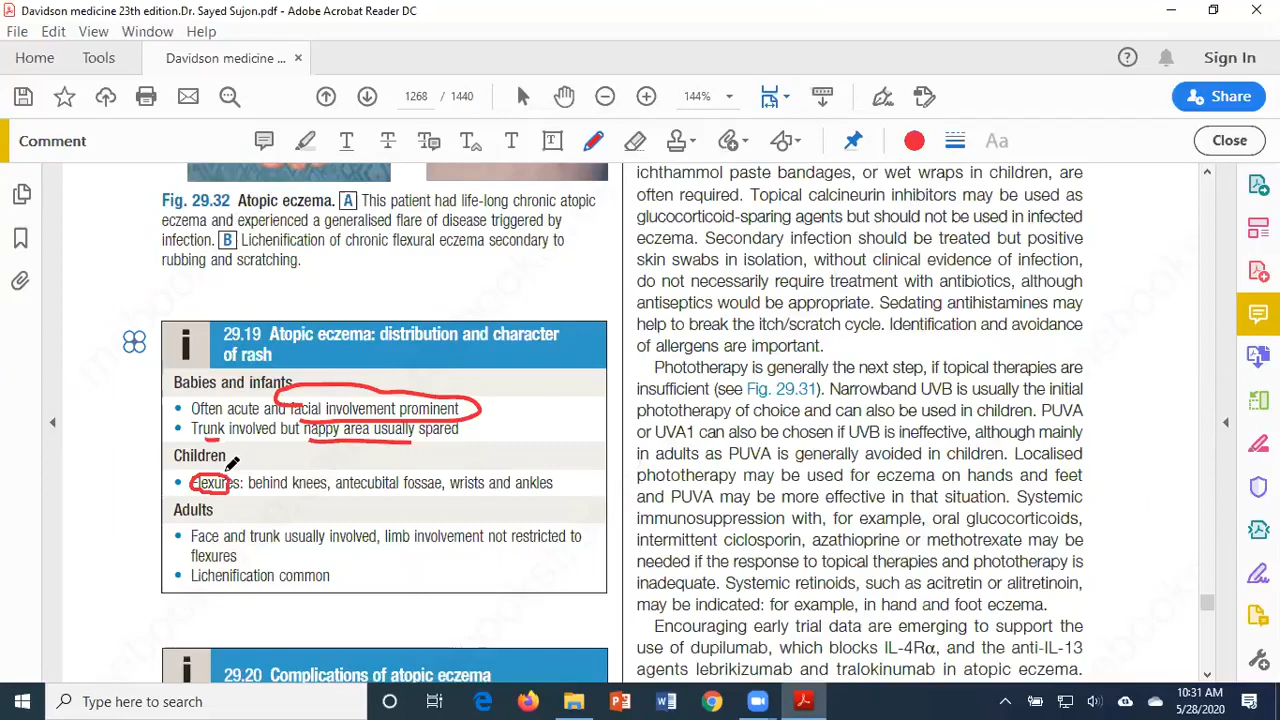 Davidson medicine 23th edition.Dr. Sayed Sujon.pdf - Adobe Acrobat Reader DC
File Edit View Window Help
Home Tools Davidson medicine ... × Sign In
1268 / 1440 144% Share
Comment Close
Fig. 29.32 Atopic eczema. A This patient had life-long chronic atopic
eczema and experienced a generalised flare of disease triggered by
infection. B Lichenification of chronic flexural eczema secondary to
rubbing and scratching.
i 29.19 Atopic eczema: distribution and character
of rash
Babies and infants
• Often acute and facial involvement prominent
• Trunk involved but nappy area usually spared
Children
• Flexures: behind knees, antecubital fossae, wrists and ankles
Adults
• Face and trunk usually involved, limb involvement not restricted to
flexures
• Lichenification common
i 29.20 Complications of atopic eczema
ichthammol paste bandages, or wet wraps in children, are
often required. Topical calcineurin inhibitors may be used as
glucocorticoid-sparing agents but should not be used in infected
eczema. Secondary infection should be treated but positive
skin swabs in isolation, without clinical evidence of infection,
do not necessarily require treatment with antibiotics, although
antiseptics would be appropriate. Sedating antihistamines may
help to break the itch/scratch cycle. Identification and avoidance
of allergens are important.
Phototherapy is generally the next step, if topical therapies are
insufficient (see Fig. 29.31). Narrowband UVB is usually the initial
phototherapy of choice and can also be used in children. PUVA
or UVA1 can also be chosen if UVB is ineffective, although mainly
in adults as PUVA is generally avoided in children. Localised
phototherapy may be used for eczema on hands and feet
and PUVA may be more effective in that situation. Systemic
immunosuppression with, for example, oral glucocorticoids,
intermittent ciclosporin, azathioprine or methotrexate may be
needed if the response to topical therapies and phototherapy is
inadequate. Systemic retinoids, such as acitretin or alitretinoin,
may be indicated: for example, in hand and foot eczema.
Encouraging early trial data are emerging to support the
use of dupilumab, which blocks IL-4Rα, and the anti-IL-13
agents lebrikizumab and tralokinumab in atopic eczema.
Type here to search
10:31 AM
5/28/2020